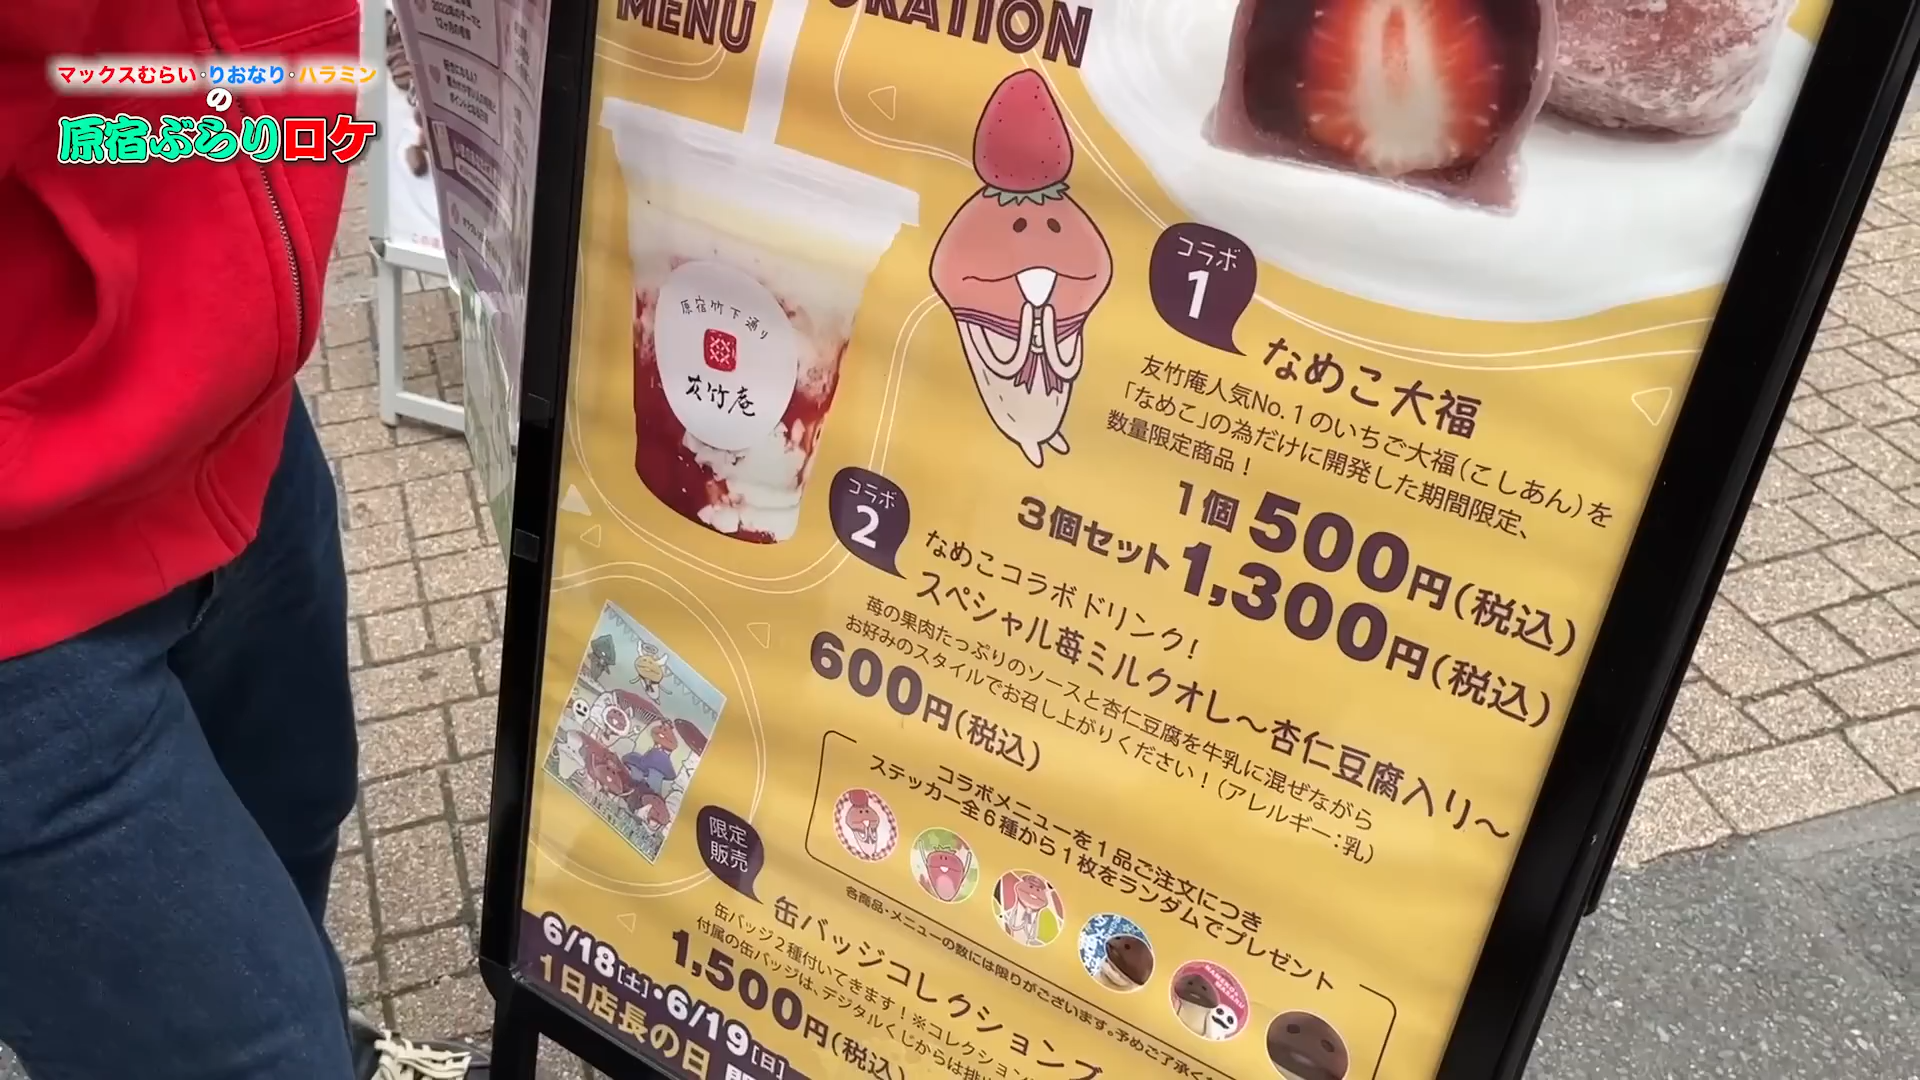 マックスむらい・りおなり・ハラミン
の
原宿ぶらりロケ
MENU
ORATION
原宿竹下通り
友竹庵
コラボ
1
なめこ大福
友竹庵人気No.1のいちご大福(こしあん)を
「なめこ」の為だけに開発した期間限定、
数量限定商品!
1個500円(税込)
3個セット1,300円(税込)
コラボ
2
なめこコラボドリンク!
スペシャル苺ミルクオレ~杏仁豆腐入り~
苺の果肉たっぷりのソースと杏仁豆腐を牛乳に混ぜながら
お好みのスタイルでお召し上がりください!(アレルギー:乳)
600円(税込)
コラボメニューを1品ご注文につき
ステッカー全6種から1枚をランダムでプレゼント
各商品・メニューの数には限りがございます。予めご了承く
限定
販売
缶バッジコレクションブ
缶バッジ2種付いてきます!※コレクション
付属の缶バッジは、デジタルくじからは排
1,500円(税込)
6/18[土]・6/19[日]
1日店長の日